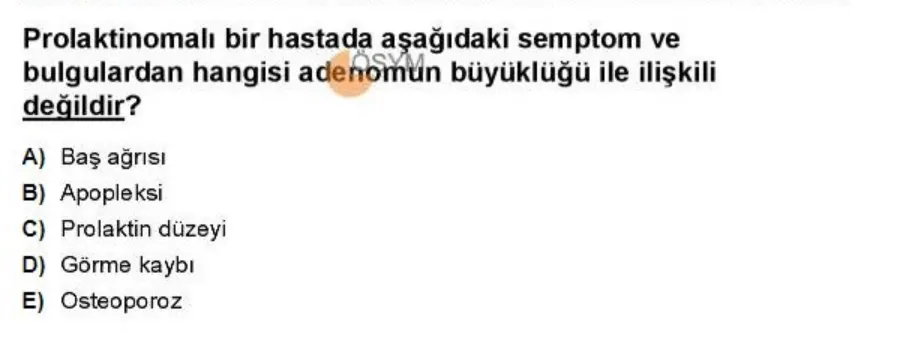 Prolaktinomalı bir hastada aşağıdaki semptom ve
ÖSYM
bulgulardan hangisi adenomun büyüklüğü ile ilişkili
değildir?
A) Baş ağrısı
B) Apopleksi
C) Prolaktin düzeyi
D) Görme kaybı
E) Osteoporoz